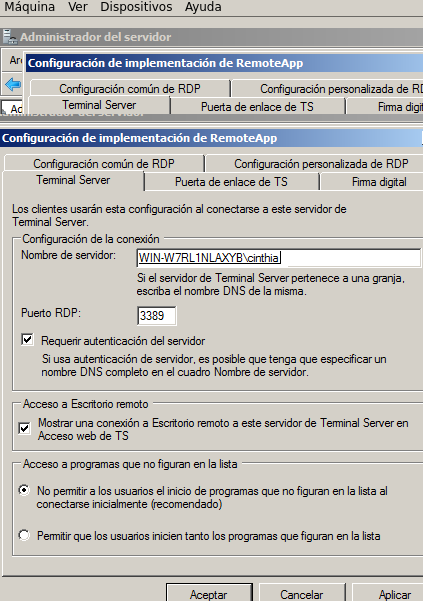 Máquina Ver Dispositivos Ayuda
Administrador del servidor
Configuración de implementación de RemoteApp
Configuración común de RDP Configuración personalizada de
Terminal Server Puerta de enlace de TS Firma
Configuración de implementación de RemoteApp
Configuración común de RDP Configuración personalizada de RDP
Terminal Server Puerta de enlace de TS Firma digital
Los clientes usarán esta configuración al conectarse a este servidor de
Terminal Server.
Configuración de la conexión
Nombre de servidor: WIN-W7RL1NLAXYB\cinthia
Si el servidor de Terminal Server pertenece a una granja,
escriba el nombre DNS de la misma.
Puerto RDP: 3389
Requerir autenticación del servidor
Si usa autenticación de servidor, es posible que tenga que especificar un
nombre DNS completo en el cuadro Nombre de servidor.
Acceso a Escritorio remoto
Mostrar una conexión a Escritorio remoto a este servidor de Terminal Server en
Acceso web de TS
Acceso a programas que no figuran en la lista
No permitir a los usuarios el inicio de programas que no figuran en la lista al
conectarse inicialmente (recomendado)
Permitir que los usuarios inicien tanto los programas que figuran en la lista
Aceptar Cancelar Aplicar